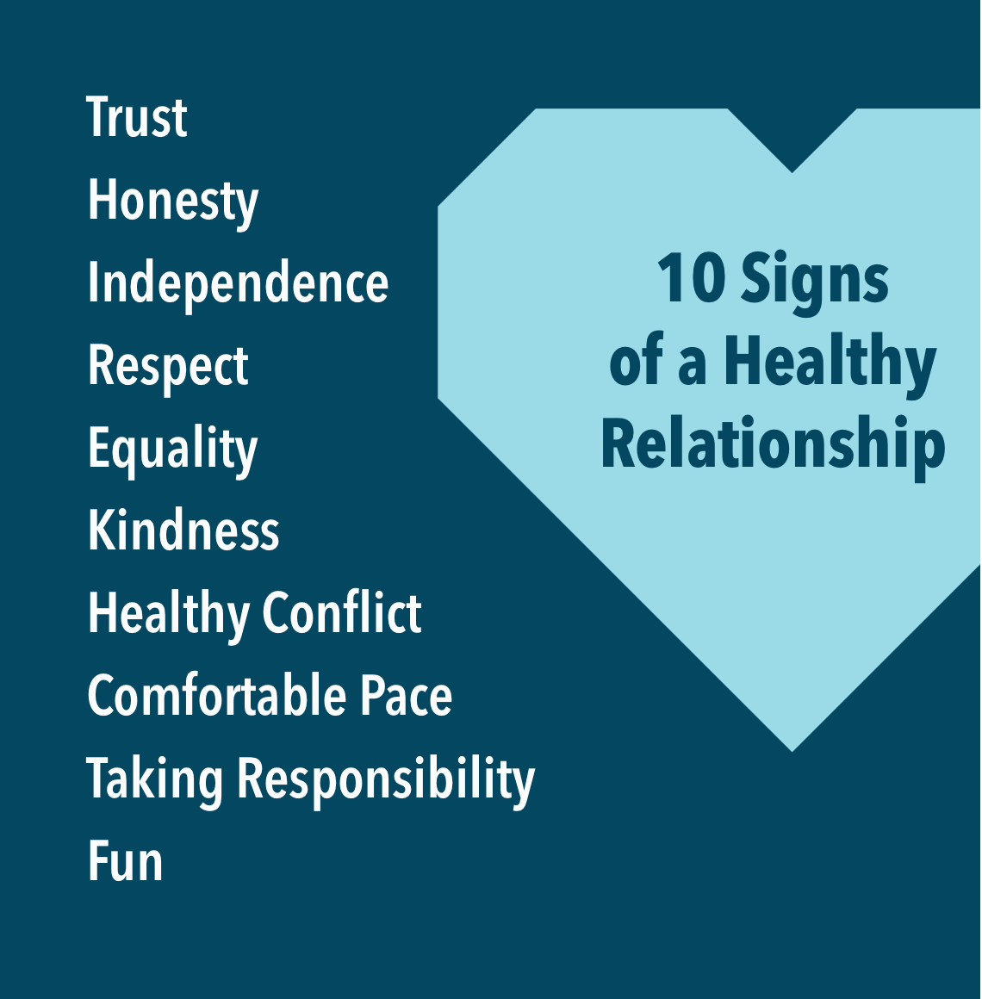 Trust
Honesty
Independence
Respect
Equality
Kindness
Healthy Conflict
Comfortable Pace
Taking Responsibility
Fun
10 Signs
of a Healthy
Relationship